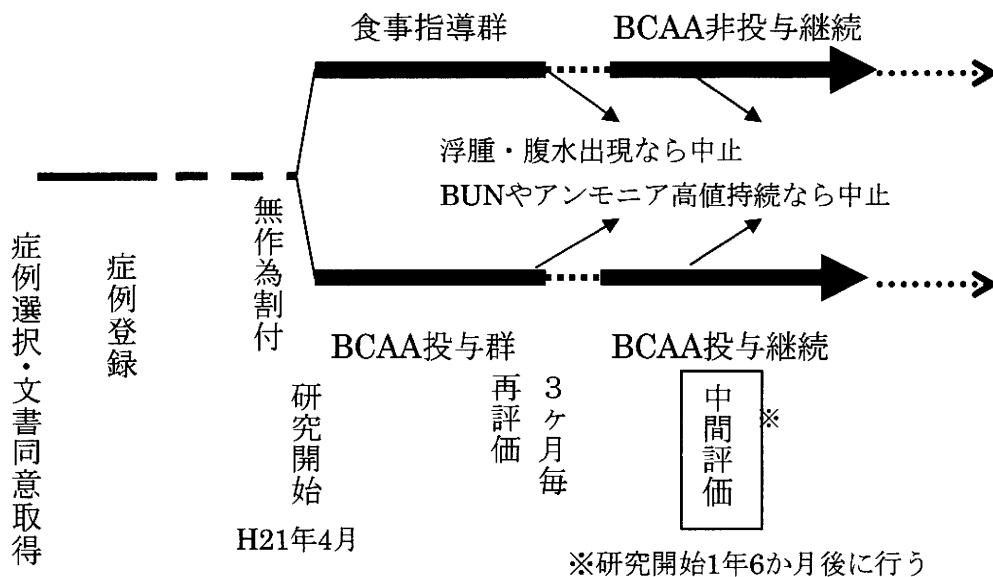 食事指導群
BCAA非投与継続
浮腫・腹水出現なら中止
BUNやアンモニア高値持続なら中止
症例選択・文書同意取得
症例登録
無作為割付
BCAA投与群
BCAA投与継続
研究開始
H21年4月
再評価
3ヶ月毎
中間評価
※
※研究開始1年6か月後に行う